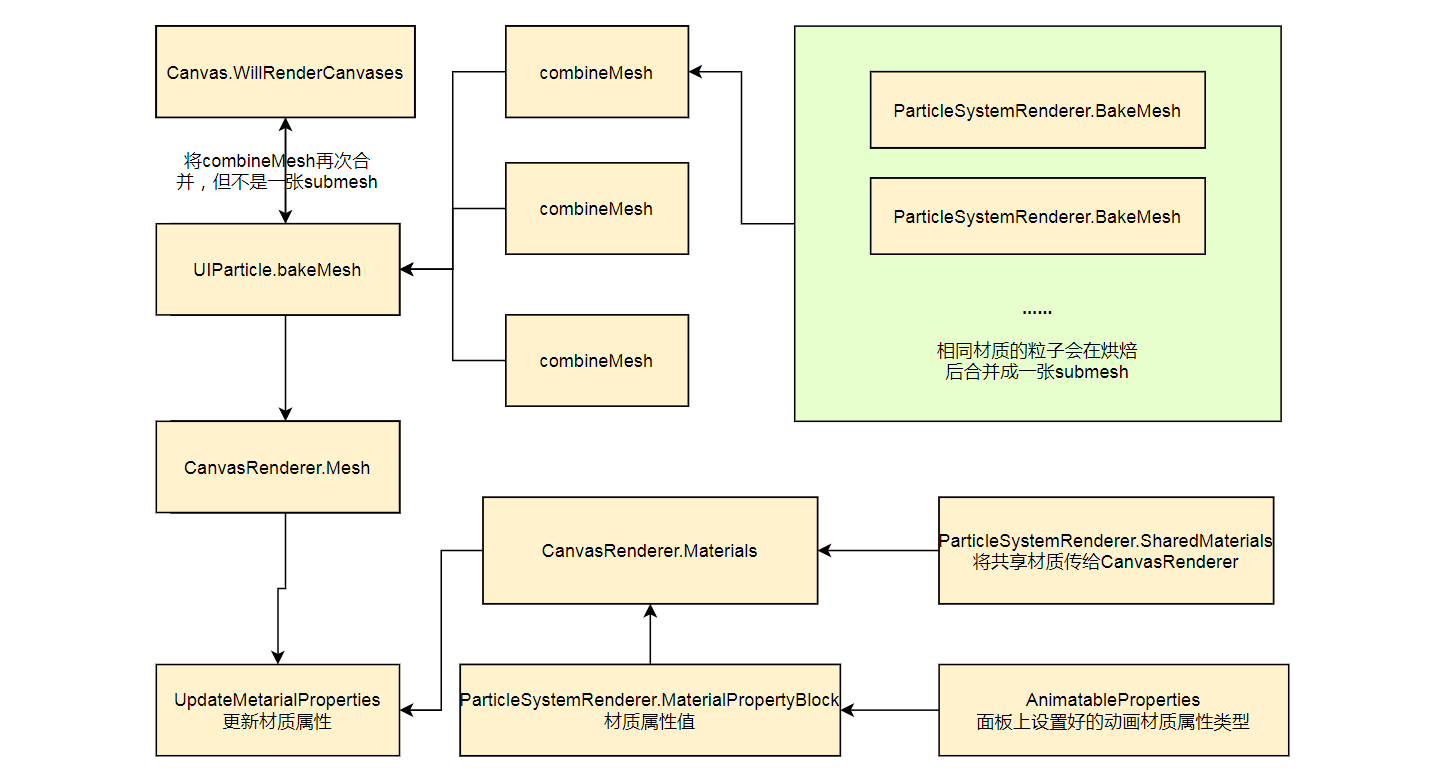 Canvas.WillRenderCanvases
将combineMesh再次合
并，但不是一张submesh
UIParticle.bakeMesh
CanvasRenderer.Mesh
UpdateMetarialProperties
更新材质属性
combineMesh
combineMesh
combineMesh
ParticleSystemRenderer.BakeMesh
ParticleSystemRenderer.BakeMesh
......
相同材质的粒子会在烘焙
后合并成一张submesh
CanvasRenderer.Materials
ParticleSystemRenderer.SharedMaterials
将共享材质传给CanvasRenderer
ParticleSystemRenderer.MaterialPropertyBlock
材质属性值
AnimatableProperties
面板上设置好的动画材质属性类型